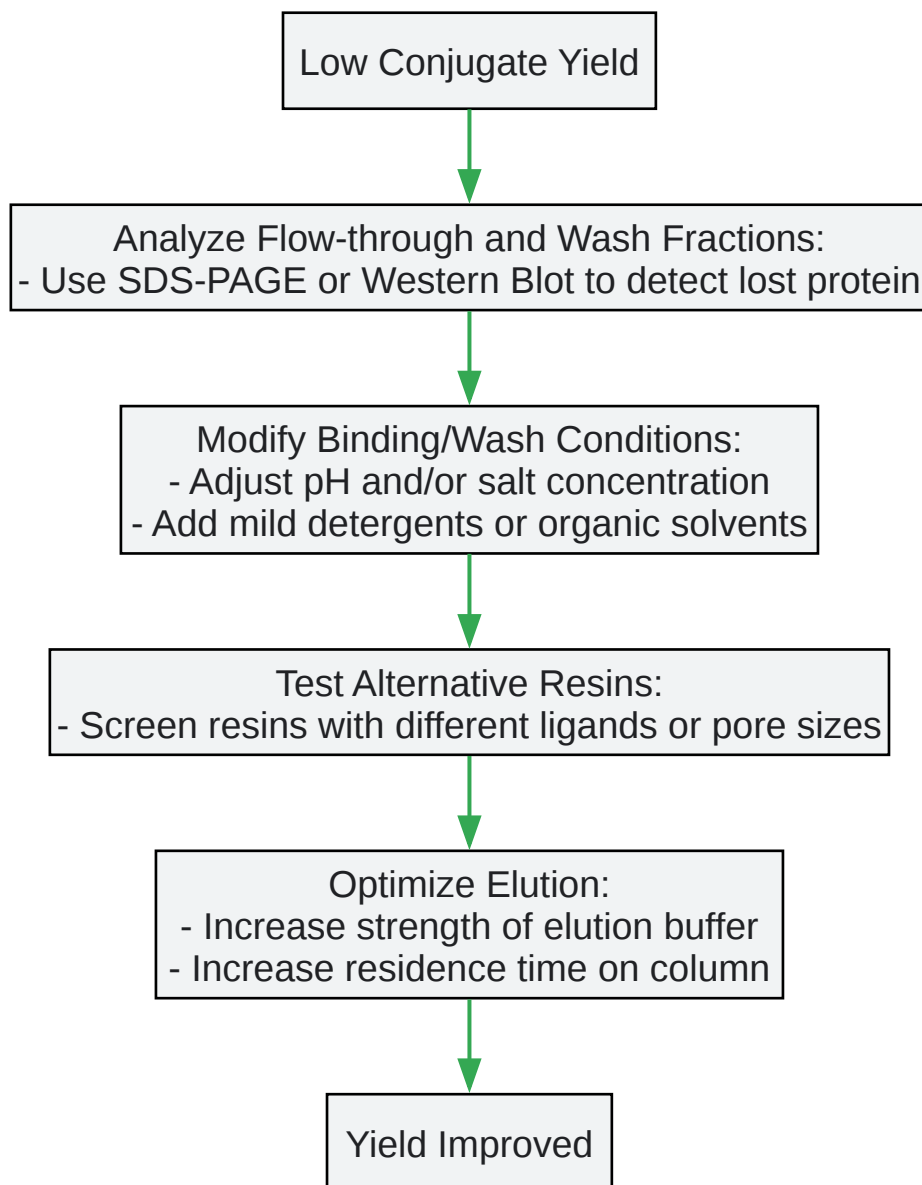 Low Conjugate Yield
Analyze Flow-through and Wash Fractions:
- Use SDS-PAGE or Western Blot to detect lost protein
Modify Binding/Wash Conditions:
- Adjust pH and/or salt concentration
- Add mild detergents or organic solvents
Test Alternative Resins:
- Screen resins with different ligands or pore sizes
Optimize Elution:
- Increase strength of elution buffer
- Increase residence time on column
Yield Improved